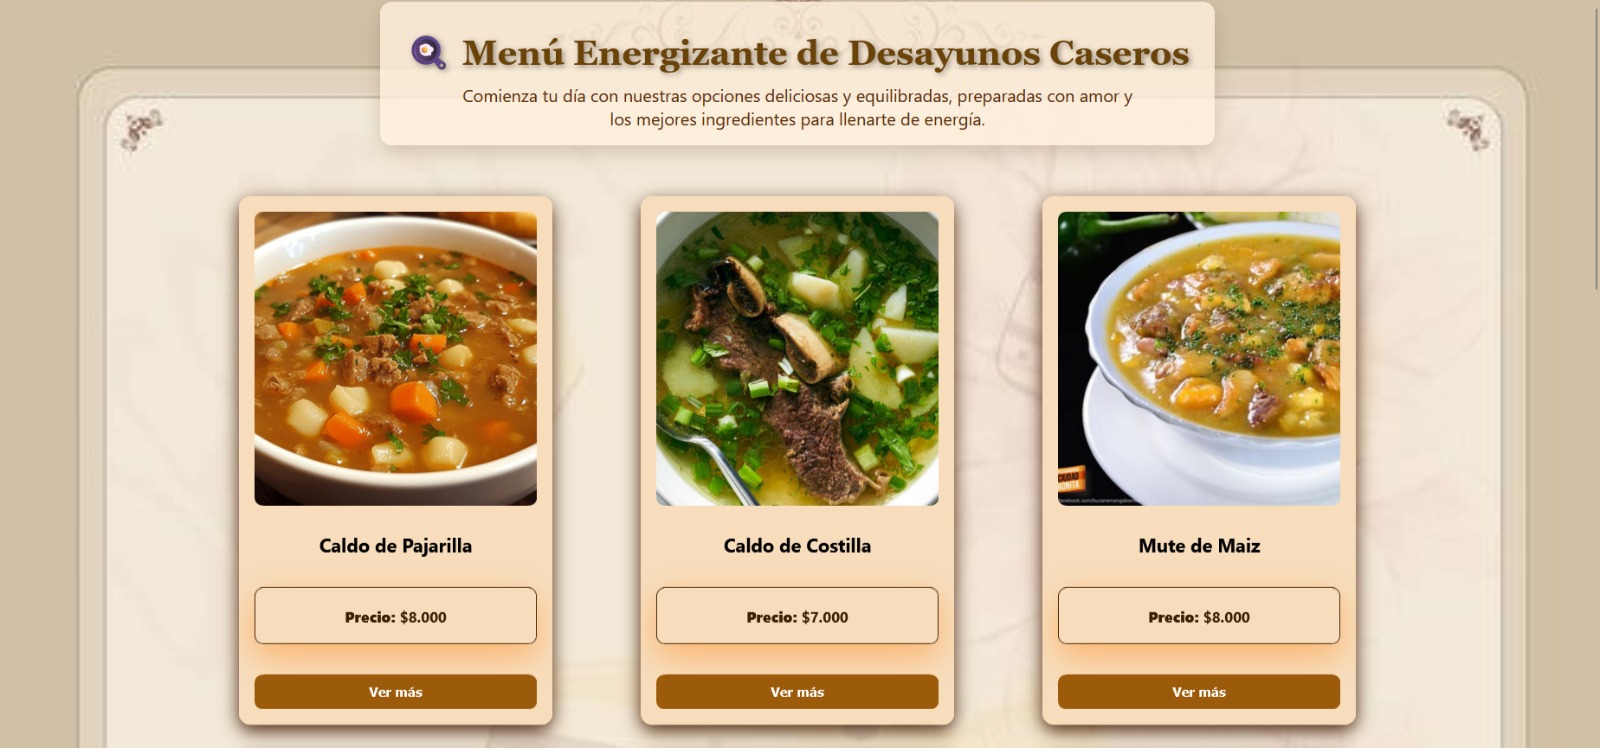 Menú Energizante de Desayunos Caseros
Comienza tu día con nuestras opciones deliciosas y equilibradas, preparadas con amor y
los mejores ingredientes para llenarte de energía.
Caldo de Pajarilla
Caldo de Costilla
Mute de Maiz
Precio: $8.000
Precio: $7.000
Precio: $8.000
Ver más
Ver más
Ver más